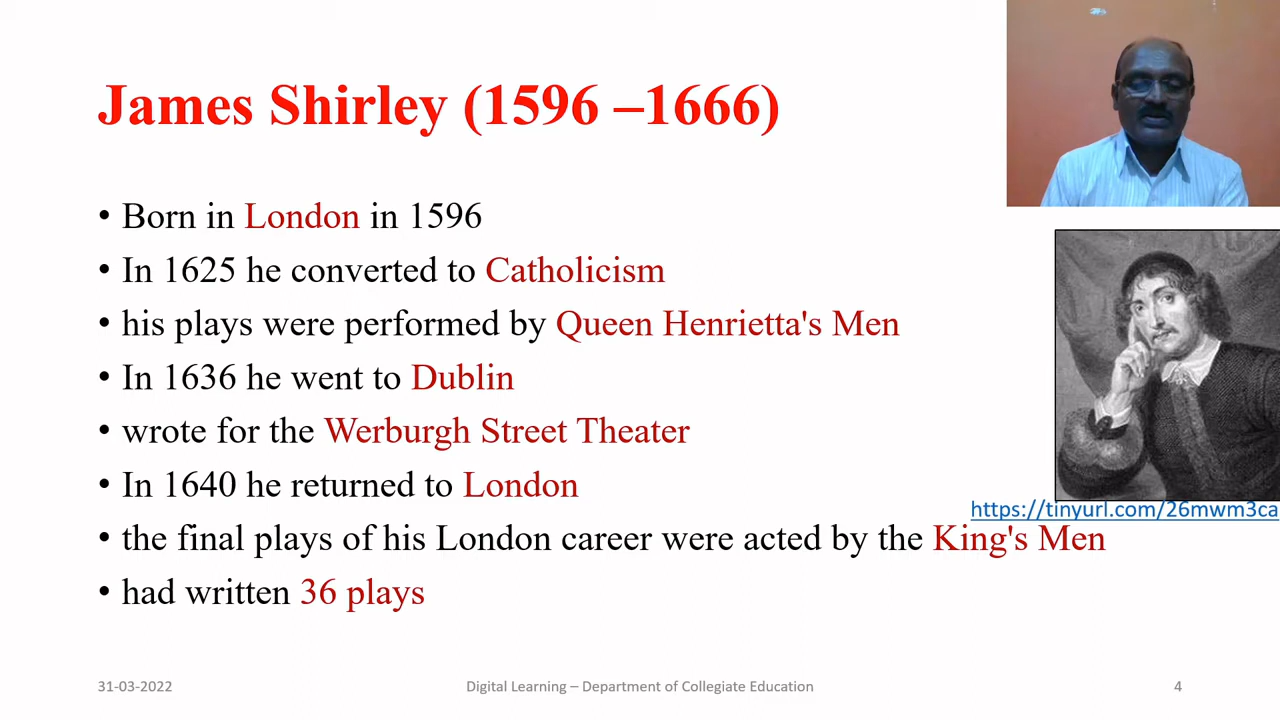 James Shirley (1596 –1666)
• Born in London in 1596
• In 1625 he converted to Catholicism
• his plays were performed by Queen Henrietta's Men
• In 1636 he went to Dublin
• wrote for the Werburgh Street Theater
• In 1640 he returned to London
https://tinyurl.com/26mwm3ca
• the final plays of his London career were acted by the King's Men
• had written 36 plays
31-03-2022
Digital Learning – Department of Collegiate Education
4